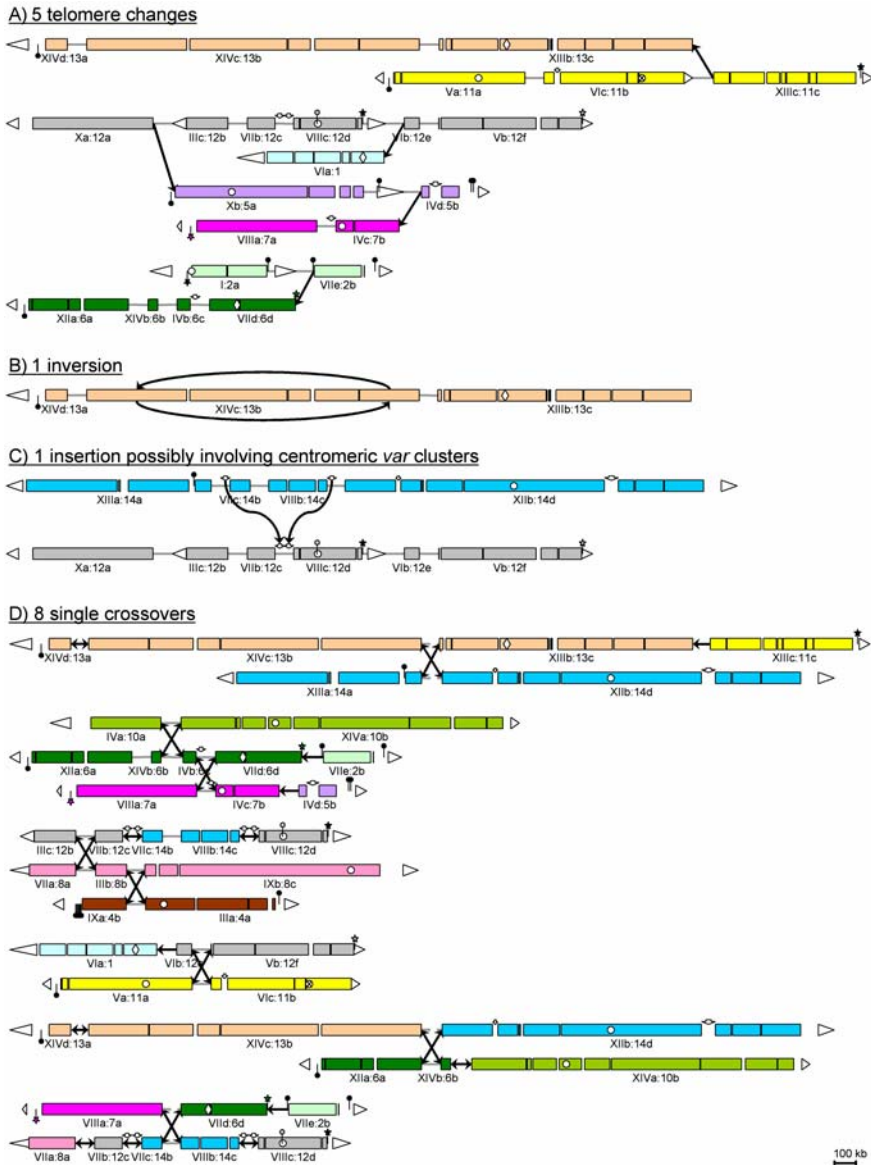 A) 5 telomere changes
XIVd:13a XIVc:13b XIIIb:13c
Va:11a VIc:11b XIIIc:11c
Xa:12a IIIc:12b VIIb:12c VIIIc:12d VIb:12e Vb:12f
VIa:1
Xb:5a IVd:5b
VIIIa:7a IVc:7b
I:2a VIIe:2b
XIIa:6a XIVb:6b IVb:6c VIId:6d
B) 1 inversion
XIVd:13a XIVc:13b XIIIb:13c
C) 1 insertion possibly involving centromeric var clusters
XIIIa:14a VIIc:14b VIIIb:14c XIIb:14d
Xa:12a IIIc:12b VIIb:12c VIIIc:12d VIb:12e Vb:12f
D) 8 single crossovers
XIVd:13a XIVc:13b XIIIb:13c XIIIc:11c
XIIIa:14a XIIb:14d
IVa:10a XIVa:10b
XIIa:6a XIVb:6b VIId:6d VIIe:2b
VIIIa:7a IVc:7b IVd:5b
IIIc:12b VIIb:12c VIIc:14b VIIIb:14c VIIIc:12d
VIIa:8a IIIb:8b IXb:8c
IXa:4b IIIa:4a
VIa:1 Vb:12f
Va:11a VIc:11b
XIVd:13a XIVc:13b XIIb:14d
XIIa:6a XIVb:6b XIVa:10b
VIIIa:7a VIId:6d VIIe:2b
VIIa:8a VIIb:12c VIIc:14b VIIIb:14c VIIIc:12d
100 kb